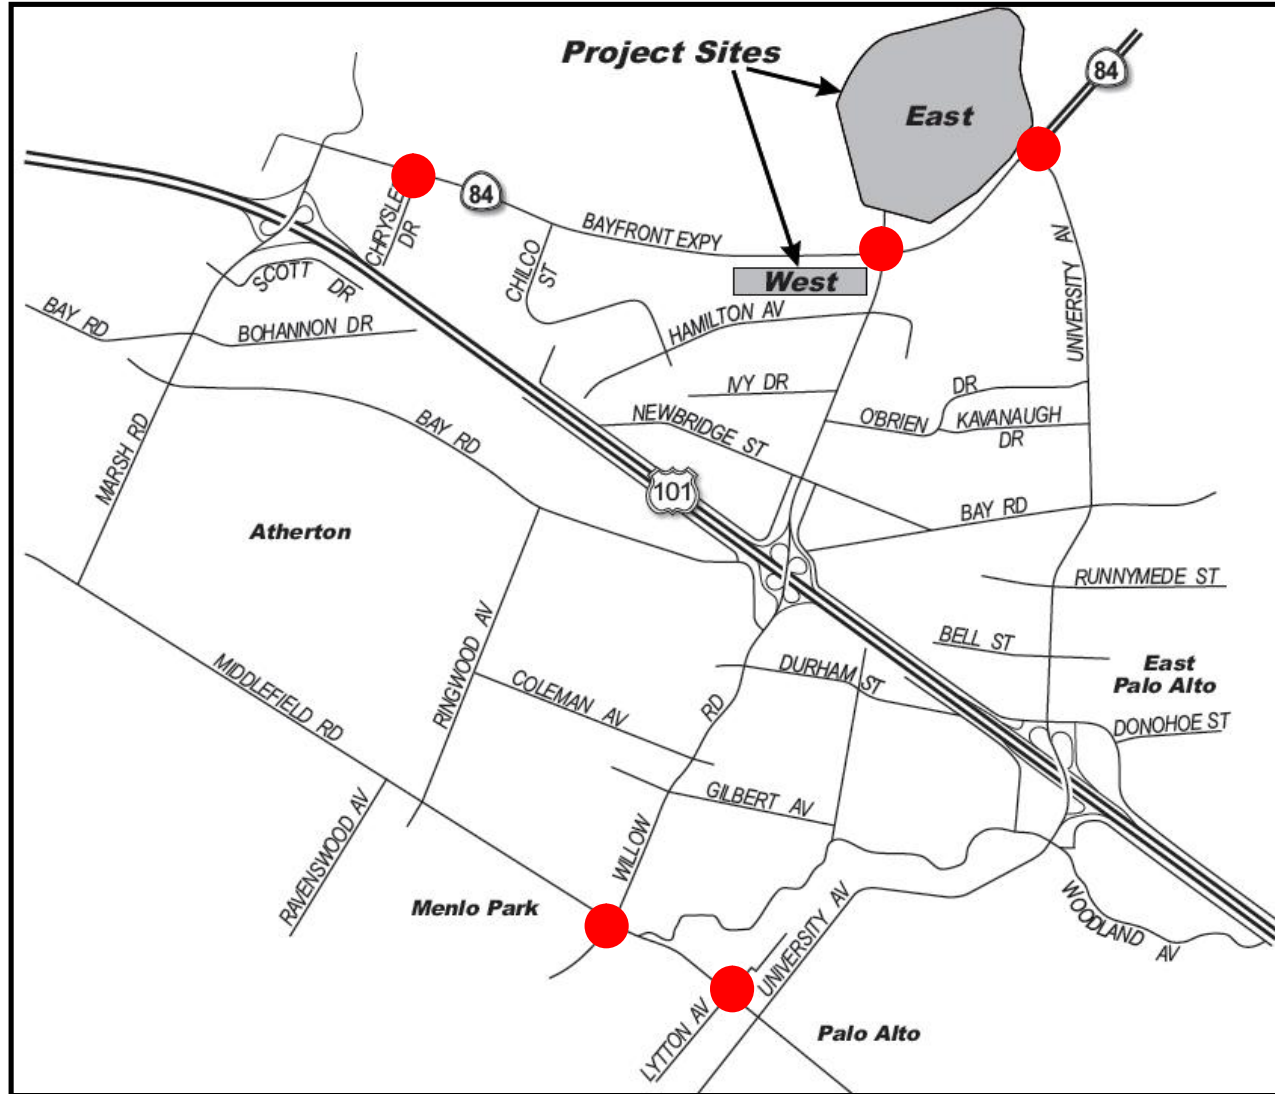 Project Sites
East
84
84
CHRYSLE
DR
BAYFRONT EXPY
West
CHILCO
ST
UNIVERSITY AV
SCOTT DR
BAY RD
BOHANNON DR
HAMILTON AV
IVY DR
DR
O'BRIEN
KAVANAUGH
DR
NEWBRIDGE ST
BAY RD
MARSH RD
101
BAY RD
Atherton
RUNNYMEDE ST
BELL ST
East
Palo Alto
DURHAM ST
RINGWOOD AV
COLEMAN AV
MIDDLEFIELD RD
WILLOW RD
DONOHOE ST
GILBERT AV
RAVENSWOOD AV
Menlo Park
WOODLAND AV
UNIVERSITY AV
LYTTON AV
Palo Alto